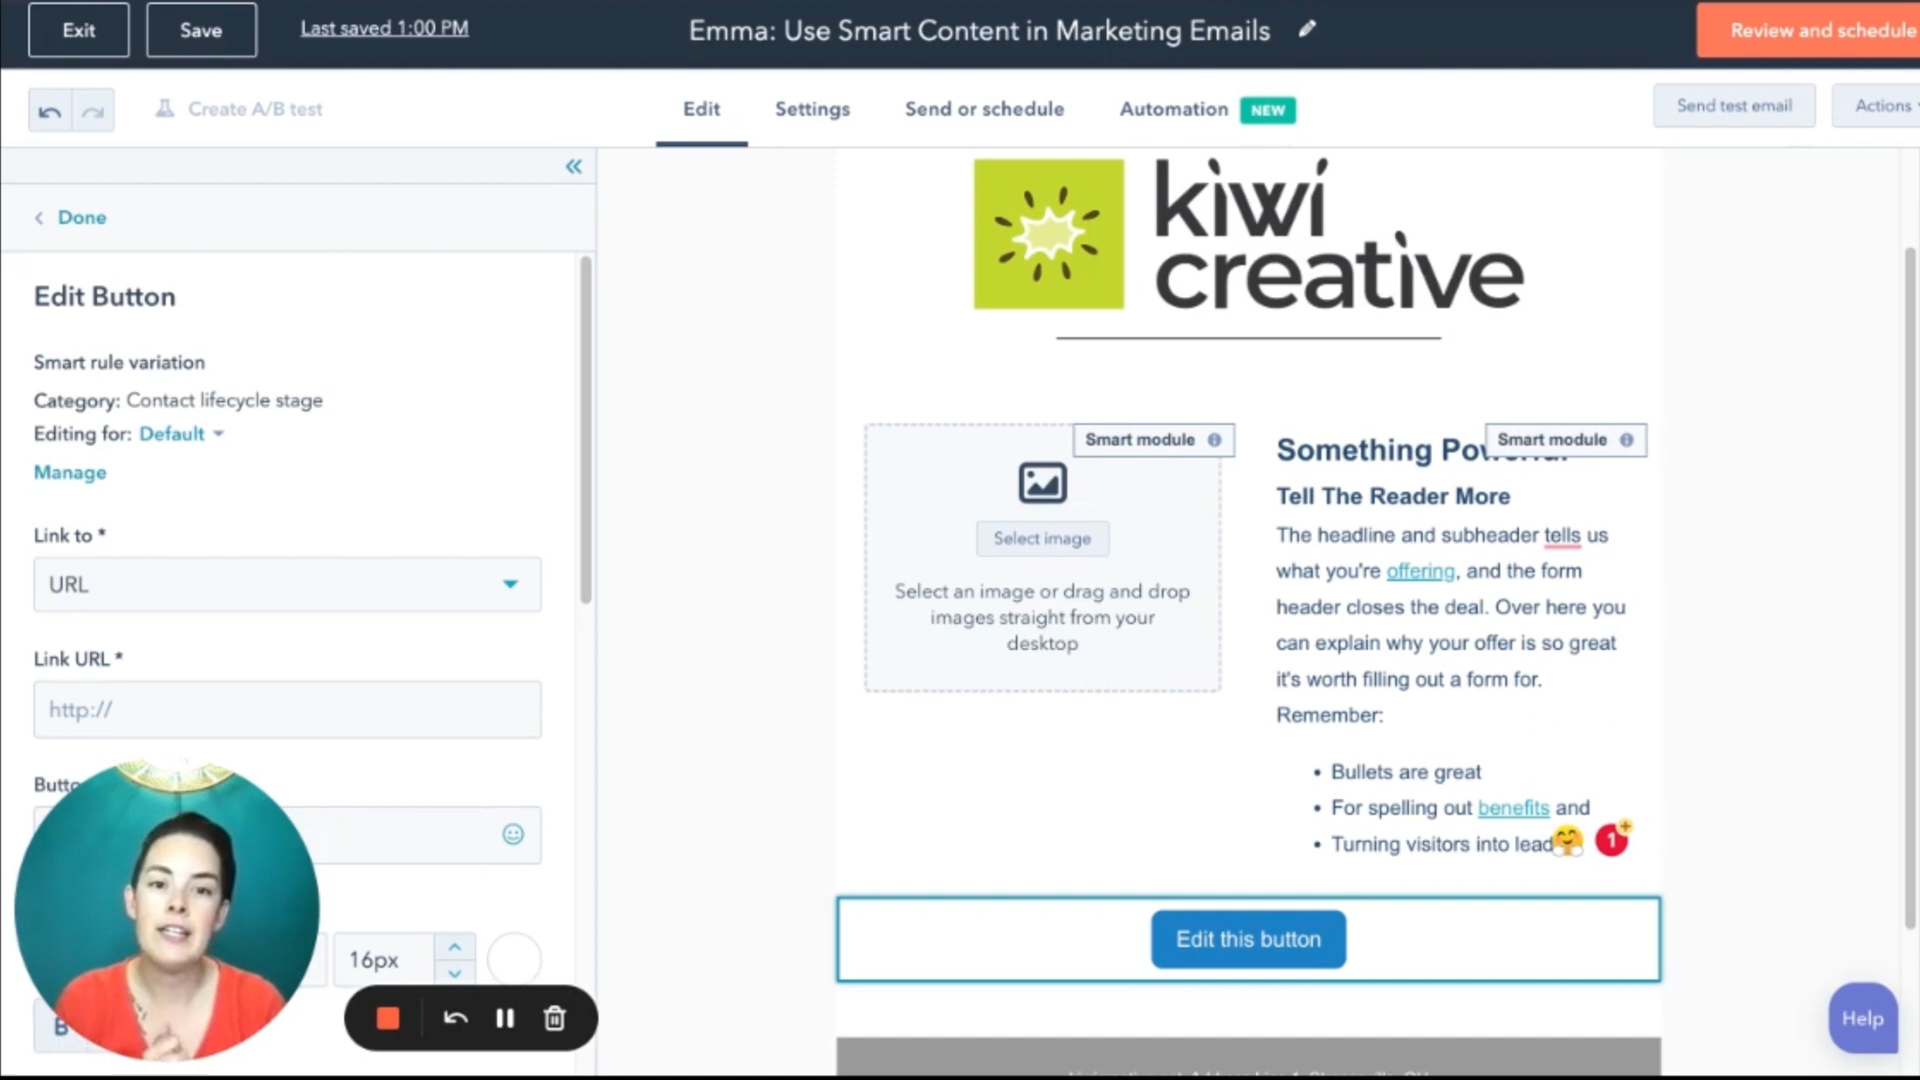 Exit
Save
Last saved 1:00 PM
Emma: Use Smart Content in Marketing Emails
Review and schedule
Create A/B test
Edit
Settings
Send or schedule
Automation
NEW
Send test email
Actions
Done
Edit Button
Smart rule variation
Category: Contact lifecycle stage
Editing for: Default
Manage
Link to *
URL
Link URL *
http://
16px
B
kiwi
creative
Smart module
Select image
Select an image or drag and drop
images straight from your
desktop
Something
Smart module
Tell The Reader More
The headline and subheader tells us
what you're offering, and the form
header closes the deal. Over here you
can explain why your offer is so great
it's worth filling out a form for.
Remember:
• Bullets are great
• For spelling out benefits and
• Turning visitors into lead
1
Edit this button
Help